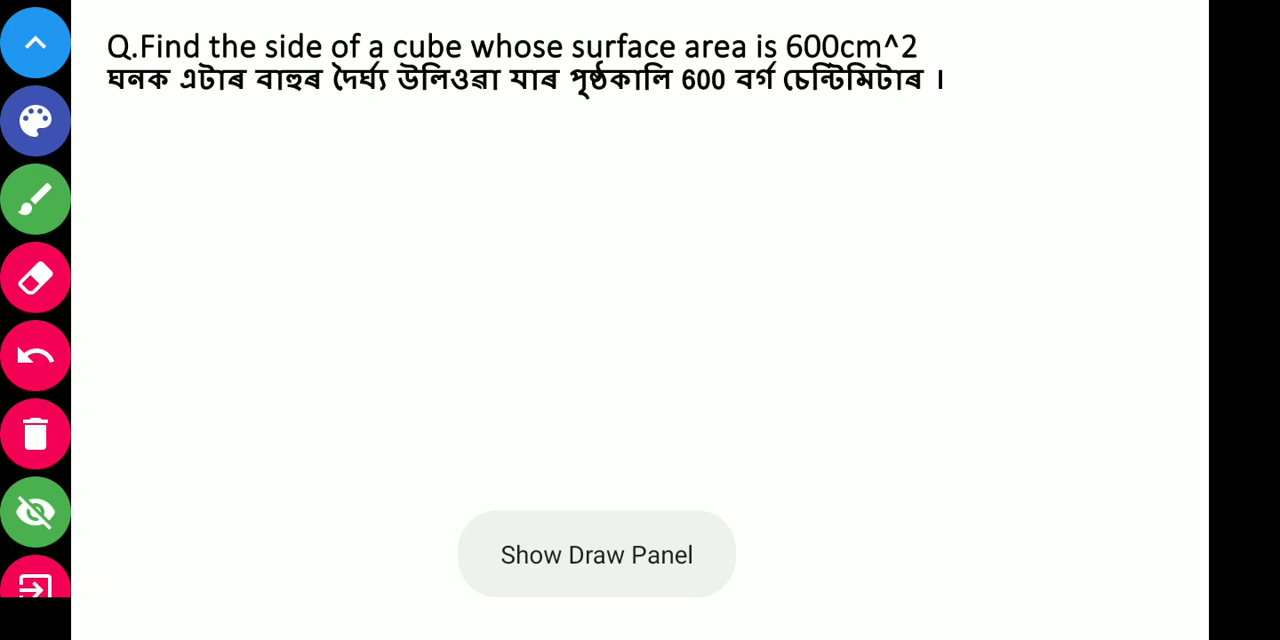 Q.Find the side of a cube whose surface area is 600cm^2
ঘনক এটাৰ বাহুৰ দৈৰ্ঘ্য উলিওৱা যাৰ পৃষ্ঠকালি 600 বৰ্গ চেন্টিমিটাৰ ।
Show Draw Panel